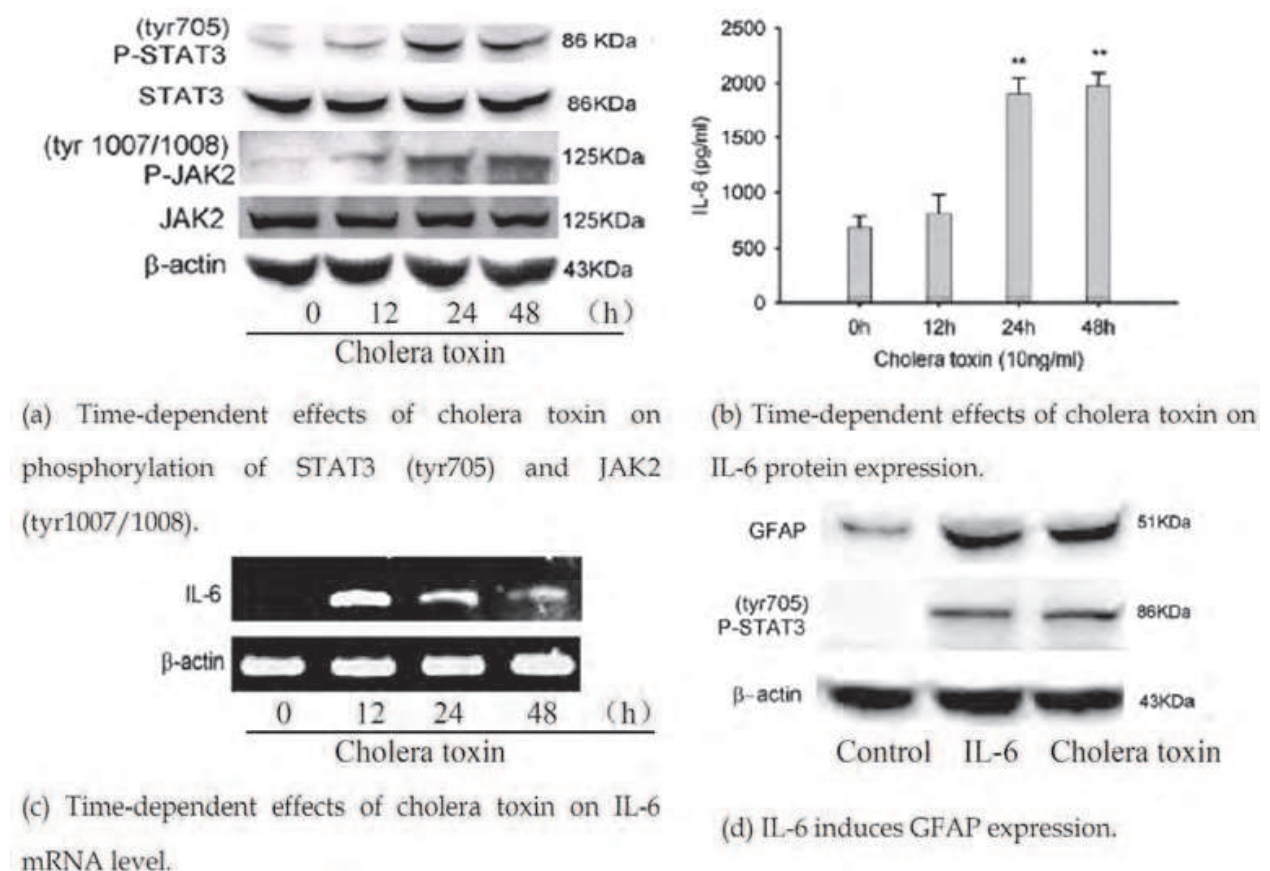 (tyr705)
P-STAT3
86 KDa
STAT3
86KDa
(tyr 1007/1008)
P-JAK2
125KDa
JAK2
125KDa
β-actin
43KDa
0 12 24 48 (h)
Cholera toxin
(a) Time-dependent effects of cholera toxin on
phosphorylation of STAT3 (tyr705) and JAK2
(tyr1007/1008).
2500
2000
1500
1000
500
0
IL-6 (pg/ml)
** **
0h 12h 24h 48h
Cholera toxin (10ng/ml)
(b) Time-dependent effects of cholera toxin on
IL-6 protein expression.
IL-6
β-actin
0 12 24 48 (h)
Cholera toxin
(c) Time-dependent effects of cholera toxin on IL-6
mRNA level.
GFAP
51KDa
(tyr705)
P-STAT3
86KDa
β-actin
43KDa
Control IL-6 Cholera toxin
(d) IL-6 induces GFAP expression.